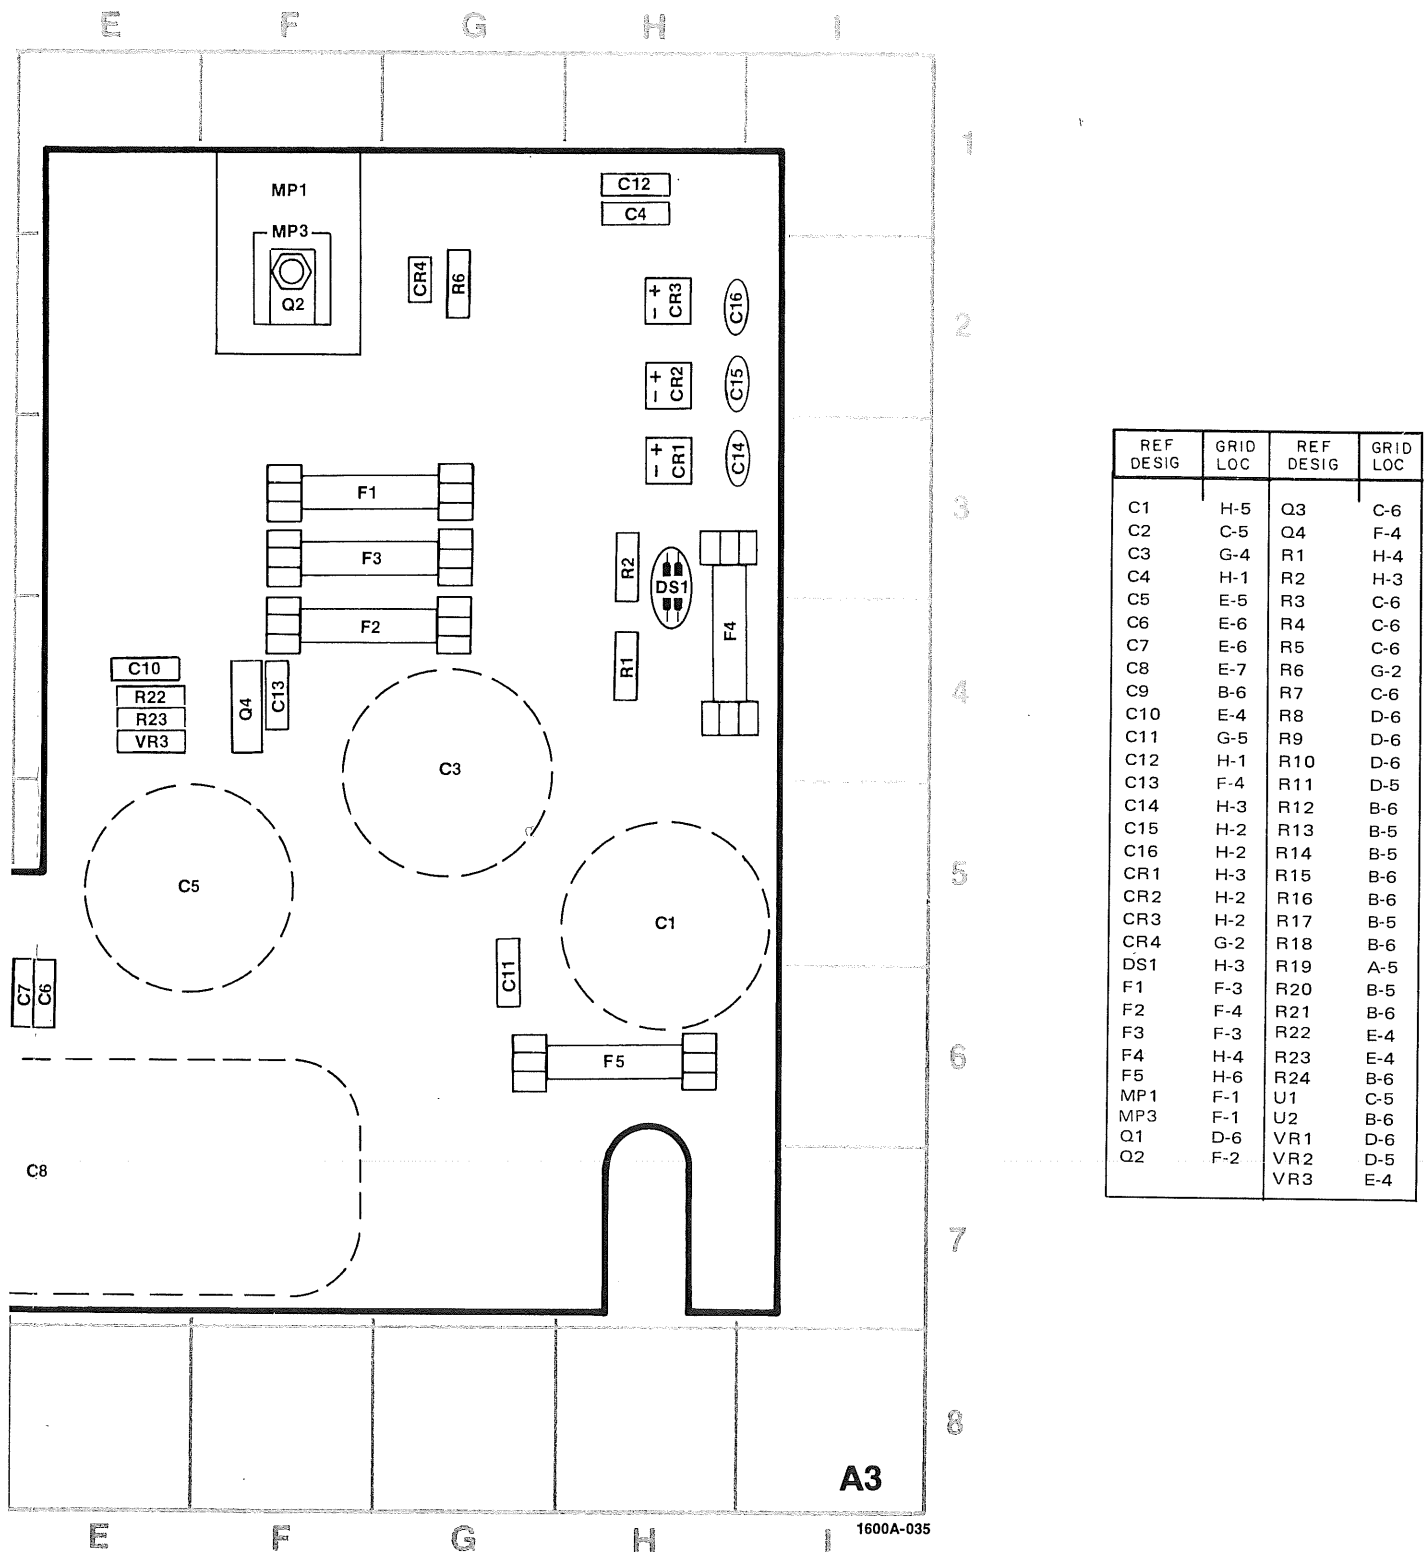 E F G H I
1
MP1
C12
C4
MP3
Q2
CR4
R6
+ - CR3
C16
2
+ - CR2
C15
+ - CR1
C14
F1
3
F3
R2
DS1
F2
F4
R1
C10
R22
R23
VR3
Q4
C13
4
C3
C5
5
C1
C11
C7 C6
F5
6
C8
7
8
A3
1600A-035
E F G H I
REF DESIG GRID LOC REF DESIG GRID LOC
C1 H-5 Q3 C-6
C2 C-5 Q4 F-4
C3 G-4 R1 H-4
C4 H-1 R2 H-3
C5 E-5 R3 C-6
C6 E-6 R4 C-6
C7 E-6 R5 C-6
C8 E-7 R6 G-2
C9 B-6 R7 C-6
C10 E-4 R8 D-6
C11 G-5 R9 D-6
C12 H-1 R10 D-6
C13 F-4 R11 D-5
C14 H-3 R12 B-6
C15 H-2 R13 B-5
C16 H-2 R14 B-5
CR1 H-3 R15 B-6
CR2 H-2 R16 B-6
CR3 H-2 R17 B-5
CR4 G-2 R18 B-6
DS1 H-3 R19 A-5
F1 F-3 R20 B-5
F2 F-4 R21 B-6
F3 F-3 R22 E-4
F4 H-4 R23 E-4
F5 H-6 R24 B-6
MP1 F-1 U1 C-5
MP3 F-1 U2 B-6
Q1 D-6 VR1 D-6
Q2 F-2 VR2 D-5
VR3 E-4